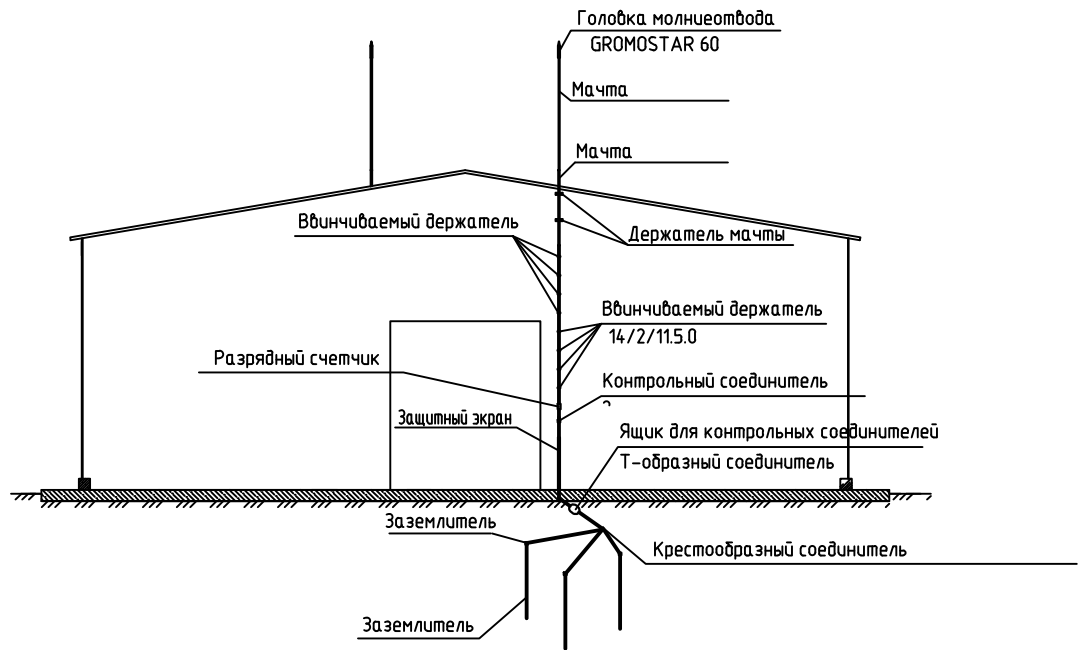 Головка молниеотвода
GROMOSTAR 60
Мачта
Мачта
Ввинчиваемый держатель
Держатель мачты
Ввинчиваемый держатель
14/2/11.5.0
Разрядный счетчик
Контрольный соединитель
Защитный экран
Ящик для контрольных соединителей
Т-образный соединитель
Заземлитель
Крестообразный соединитель
Заземлитель